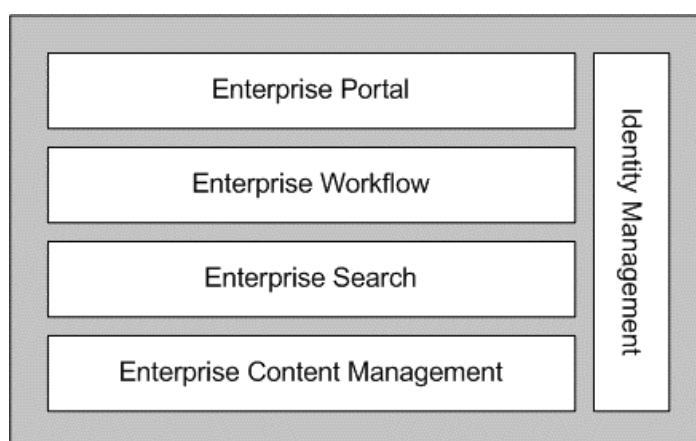 Enterprise Portal
Enterprise Workflow
Enterprise Search
Enterprise Content Management
Identity Management